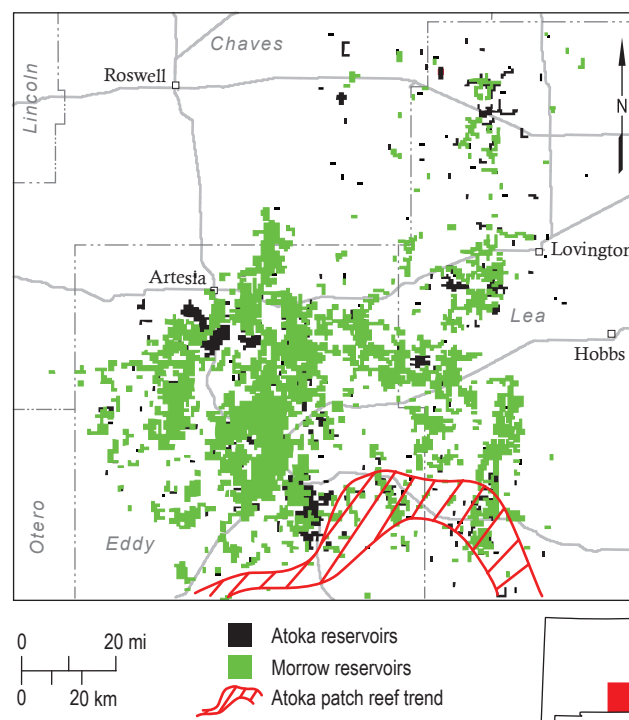 Chaves
Roswell
Lincoln
N
Lovington
Artesia
Lea
Hobbs
Otero
Eddy
0 20 mi
0 20 km
Atoka reservoirs
Morrow reservoirs
Atoka patch reef trend